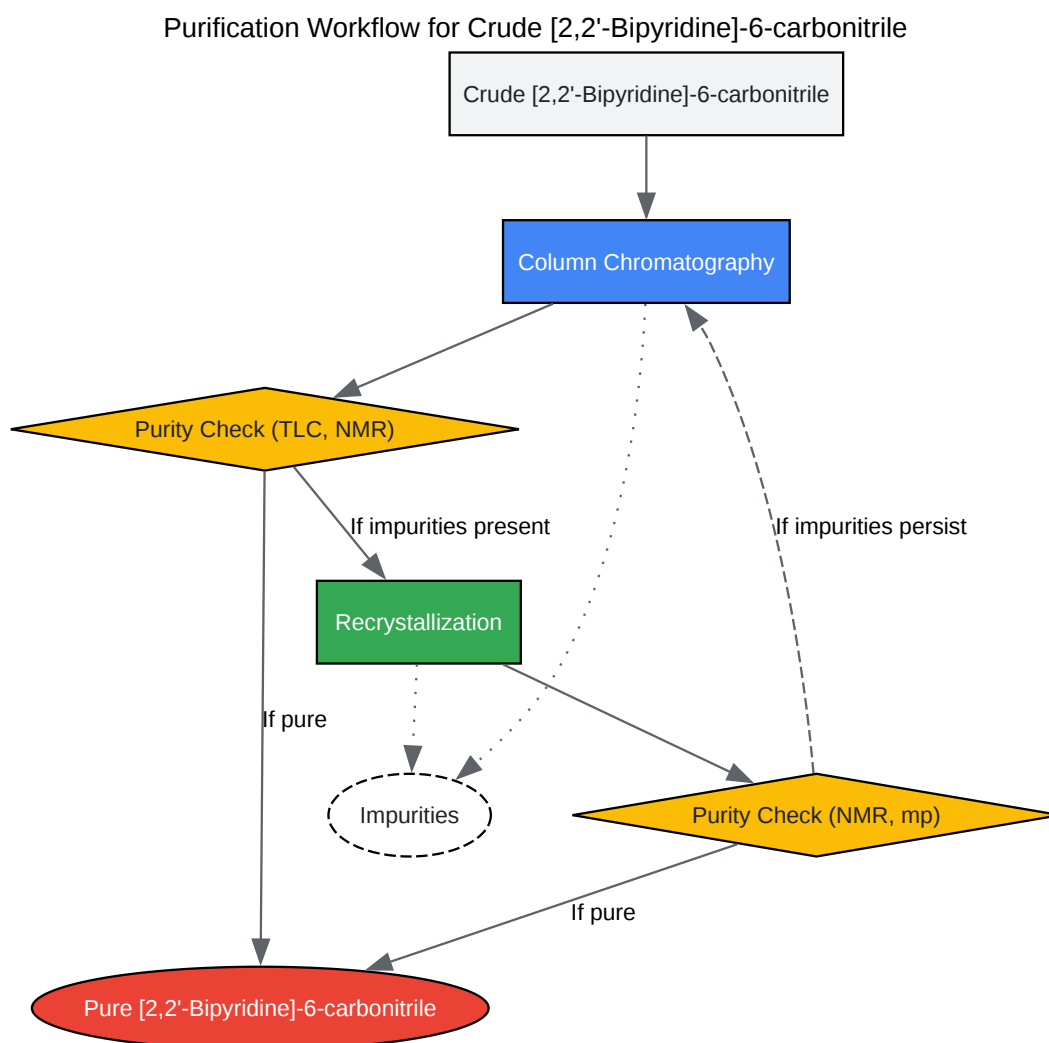 Purification Workflow for Crude [2,2'-Bipyridine]-6-carbonitrile
Crude [2,2'-Bipyridine]-6-carbonitrile
Column Chromatography
Purity Check (TLC, NMR)
If impurities present
If impurities persist
Recrystallization
If pure
Impurities
Purity Check (NMR, mp)
If pure
Pure [2,2'-Bipyridine]-6-carbonitrile